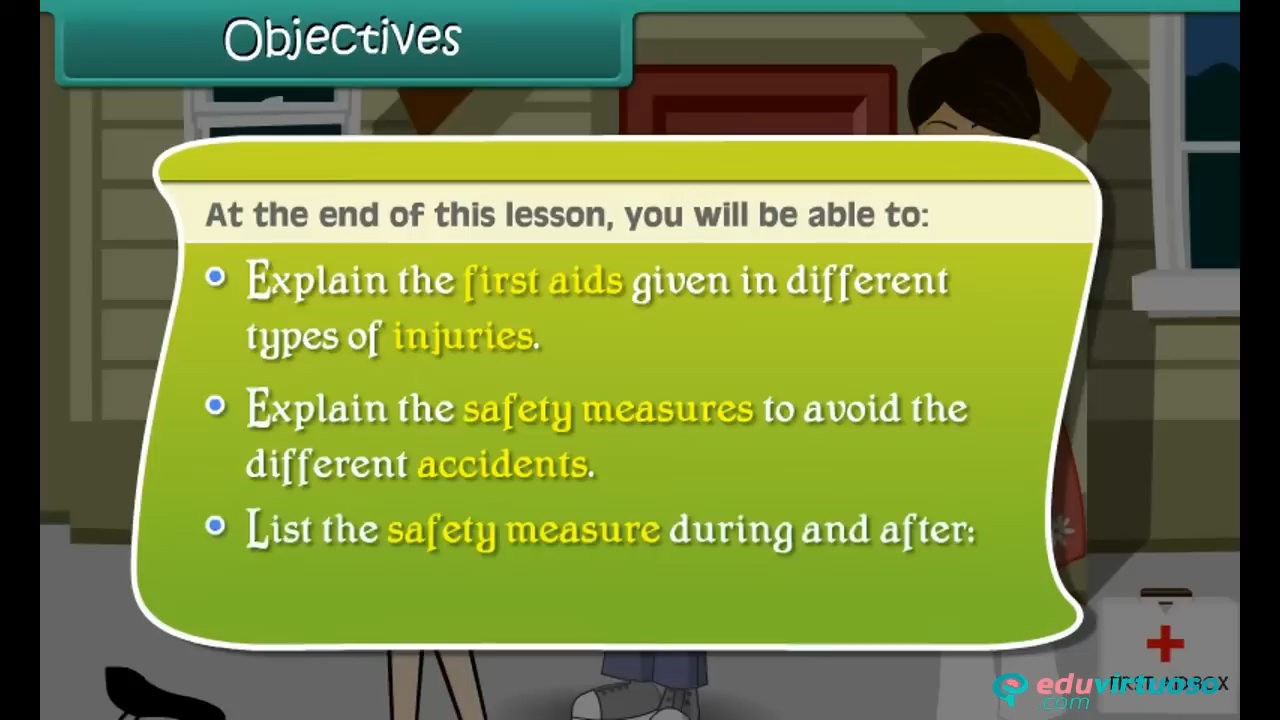 Objectives
At the end of this lesson, you will be able to:
Explain the first aids given in different
types of injuries.
Explain the safety measures to avoid the
different accidents.
List the safety measure during and after:
eduvirtuoso
.com